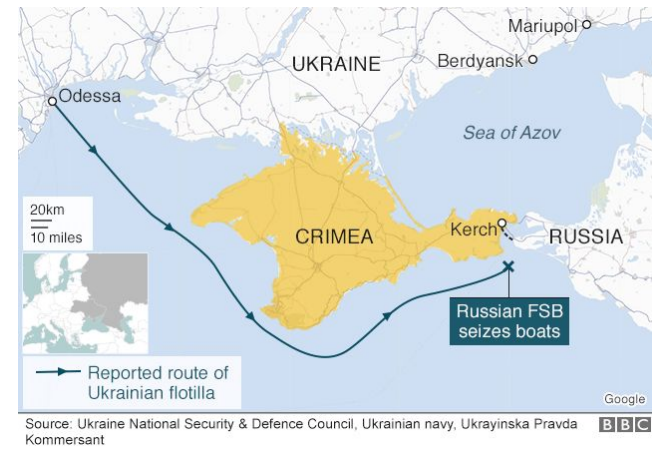 Mariupol
UKRAINE
Berdyansk
Odessa
Sea of Azov
20km
10 miles
CRIMEA
Kerch
RUSSIA
Russian FSB
seizes boats
Reported route of
Ukrainian flotilla
Google
Source: Ukraine National Security & Defence Council, Ukrainian navy, Ukrayinska Pravda
Kommersant
BBC